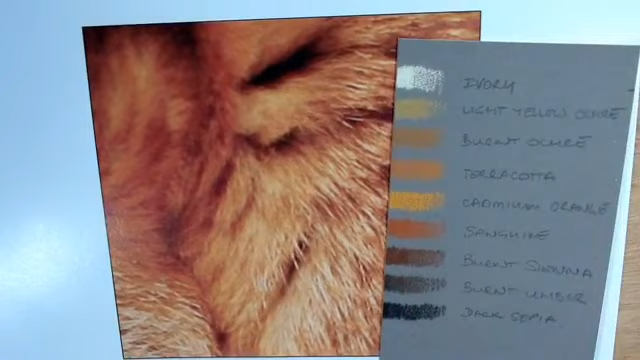 IVORY
LIGHT YELLOW OCHRE
BURNT OCHRE
TERRACOTTA
CADMIUM ORANGE
SANGUINE
BURNT SIENNA
BURNT UMBER
DARK SEPIA.